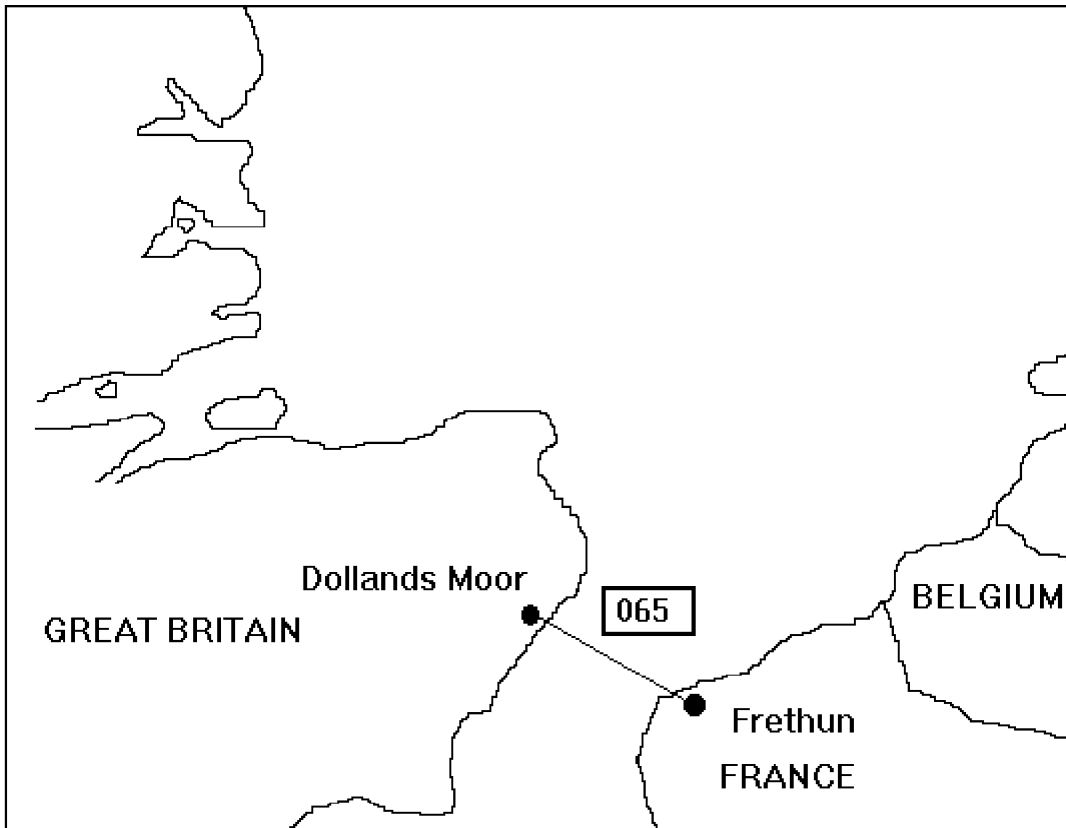 Dollands Moor
065
BELGIUM
GREAT BRITAIN
Frethun
FRANCE